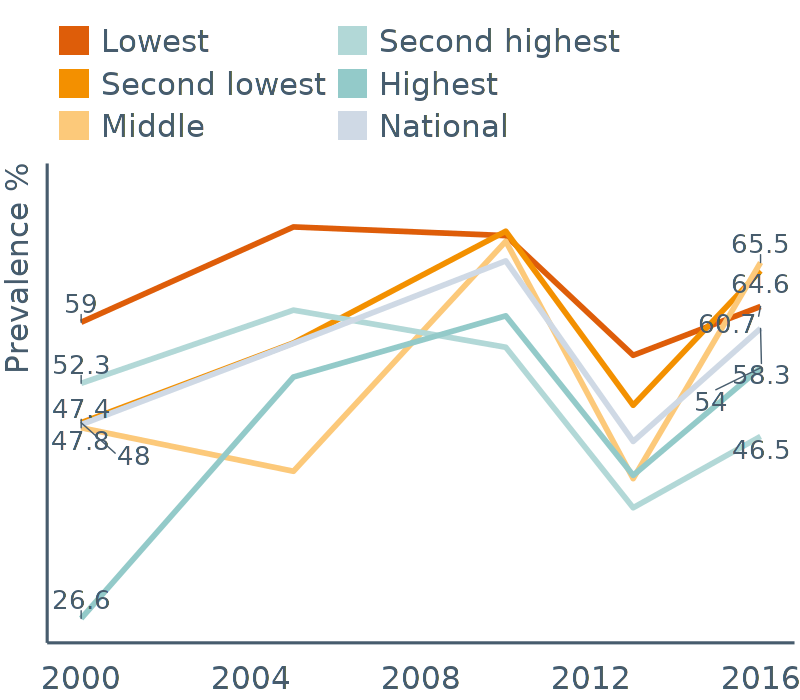 Lowest
Second highest
Second lowest
Highest
Middle
National
Prevalence %
59
52.3
47.4
47.8
48
26.6
65.5
64.6
60.7
58.3
54
46.5
2000
2004
2008
2012
2016